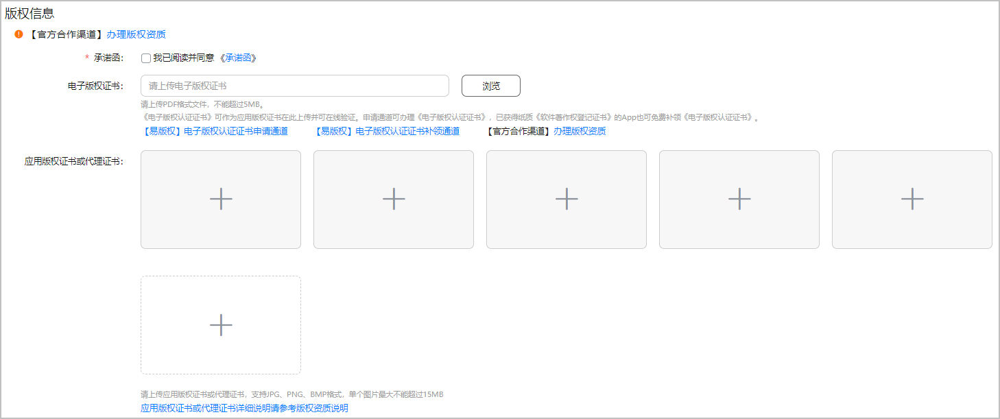 版权信息
【官方合作渠道】办理版权资质
* 承诺函： 我已阅读并同意 《承诺函》
电子版权证书： 请上传电子版权证书 浏览
请上传PDF格式文件，不能超过5MB。
《电子版权认证证书》可作为应用版权证书在此上传并可在线验证。申请通道可办理《电子版权认证证书》，已获得纸质《软件著作权登记证书》的App也可免费补领《电子版权认证证书》。
【易版权】电子版权认证证书申请通道 【易版权】电子版权认证证书补领通道 【官方合作渠道】办理版权资质
应用版权证书或代理证书：
请上传应用版权证书或代理证书，支持JPG、PNG、BMP格式，单个图片最大不能超过15MB
应用版权证书或代理证书详细说明请参考版权资质说明